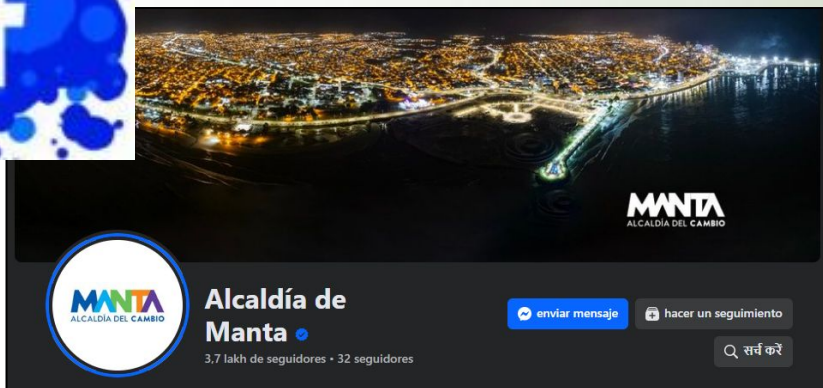 MANTA
ALCALDÍA DEL CAMBIO
MANTA
ALCALDÍA DEL CAMBIO
Alcaldía de
Manta
3,7 lakh de seguidores • 32 seguidores
enviar mensaje
hacer un seguimiento
सर्च करें